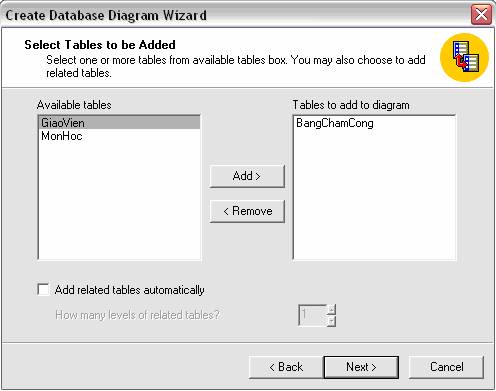 Create Database Diagram Wizard
Select Tables to be Added
Select one or more tables from available tables box. You may also choose to add
related tables.
Available tables
Tables to add to diagram
GiaoVien
MonHoc
BangChamCong
Add >
< Remove
Add related tables automatically
How many levels of related tables?
1
< Back
Next >
Cancel